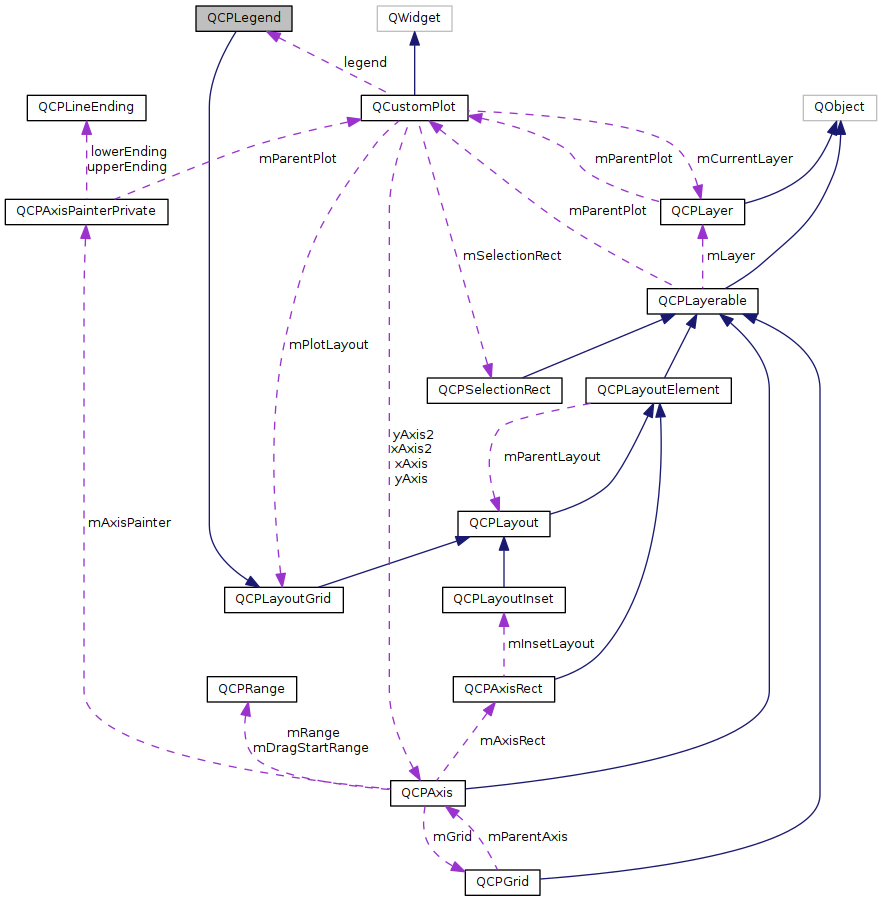 QCPLegend
QWidget
legend
QCPLineEnding
QCustomPlot
QObject
lowerEnding
upperEnding
mParentPlot
mParentPlot
mCurrentLayer
QCPAxisPainterPrivate
mParentPlot
QCPLayer
mSelectionRect
mLayer
QCPLayerable
mPlotLayout
QCPSelectionRect
QCPLayoutElement
yAxis2
xAxis2
xAxis
yAxis
mParentLayout
mAxisPainter
QCPLayout
QCPLayoutGrid
QCPLayoutInset
mInsetLayout
QCPRange
QCPAxisRect
mRange
mDragStartRange
mAxisRect
QCPAxis
mGrid
mParentAxis
QCPGrid